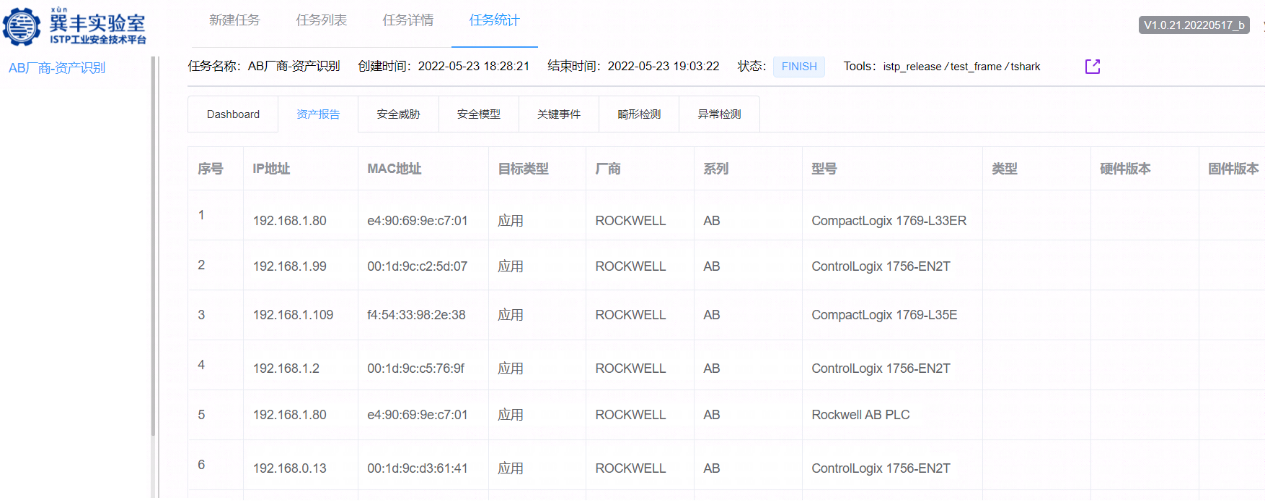 xùn
巽丰实验室
ISTP工业安全技术平台
新建任务 任务列表 任务详情 任务统计
V1.0.21.20220517_b
AB厂商-资产识别
任务名称：AB厂商-资产识别 创建时间：2022-05-23 18:28:21 结束时间：2022-05-23 19:03:22 状态： FINISH Tools：istp_release / test_frame / tshark
Dashboard 资产报告 安全威胁 安全模型 关键事件 畸形检测 异常检测
序号 IP地址 MAC地址 目标类型 厂商 系列 型号 类型 硬件版本 固件版本
1 192.168.1.80 e4:90:69:9e:c7:01 应用 ROCKWELL AB CompactLogix 1769-L33ER
2 192.168.1.99 00:1d:9c:c2:5d:07 应用 ROCKWELL AB ControlLogix 1756-EN2T
3 192.168.1.109 f4:54:33:98:2e:38 应用 ROCKWELL AB CompactLogix 1769-L35E
4 192.168.1.2 00:1d:9c:c5:76:9f 应用 ROCKWELL AB ControlLogix 1756-EN2T
5 192.168.1.80 e4:90:69:9e:c7:01 应用 ROCKWELL AB Rockwell AB PLC
6 192.168.0.13 00:1d:9c:d3:61:41 应用 ROCKWELL AB ControlLogix 1756-EN2T